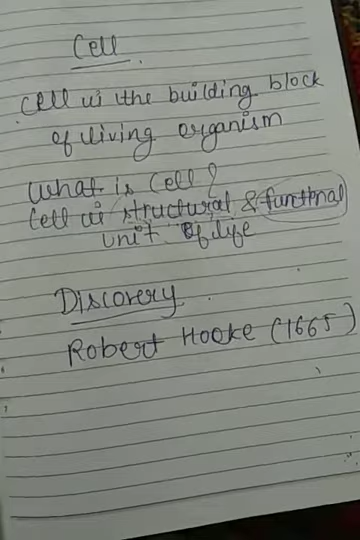 Cell
Cell is the building block
of living organism
What is Cell?
Cell is structural & functional
unit of life
Discovery
Robert Hooke (1665)